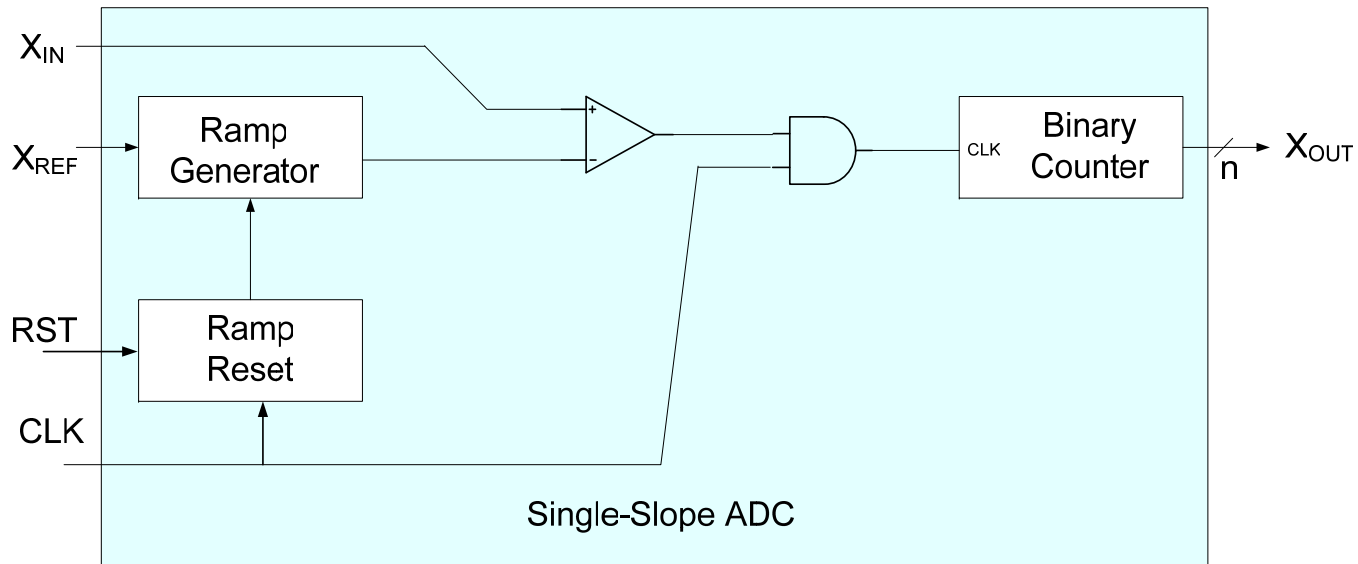 X_IN
Ramp
Generator
X_REF
+
-
CLK
Binary
Counter
n
X_OUT
RST
Ramp
Reset
CLK
Single-Slope ADC